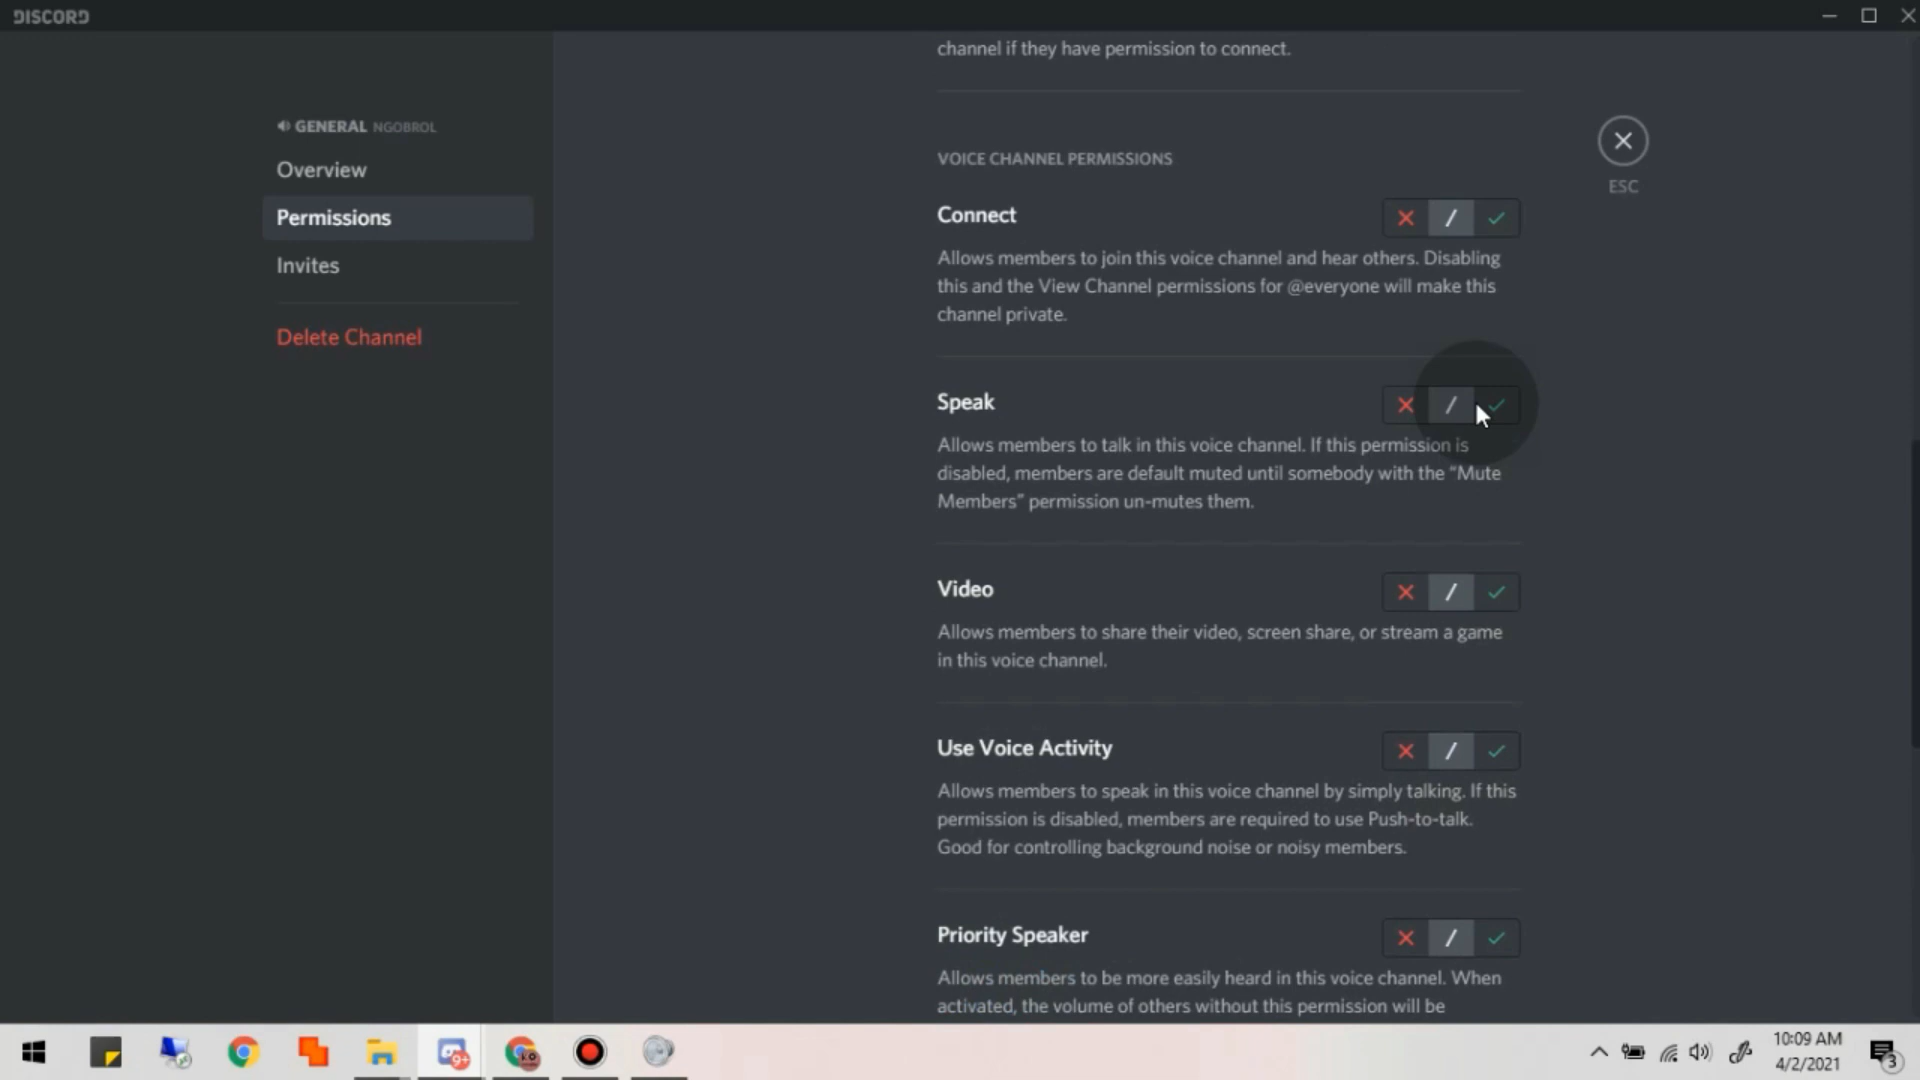 DISCORD
channel if they have permission to connect.
GENERAL NGOBROL
Overview
Permissions
Invites
Delete Channel
VOICE CHANNEL PERMISSIONS
ESC
Connect
Allows members to join this voice channel and hear others. Disabling
this and the View Channel permissions for @everyone will make this
channel private.
Speak
Allows members to talk in this voice channel. If this permission is
disabled, members are default muted until somebody with the “Mute
Members” permission un-mutes them.
Video
Allows members to share their video, screen share, or stream a game
in this voice channel.
Use Voice Activity
Allows members to speak in this voice channel by simply talking. If this
permission is disabled, members are required to use Push-to-talk.
Good for controlling background noise or noisy members.
Priority Speaker
Allows members to be more easily heard in this voice channel. When
activated, the volume of others without this permission will be
9+
KO
10:09 AM
4/2/2021
3